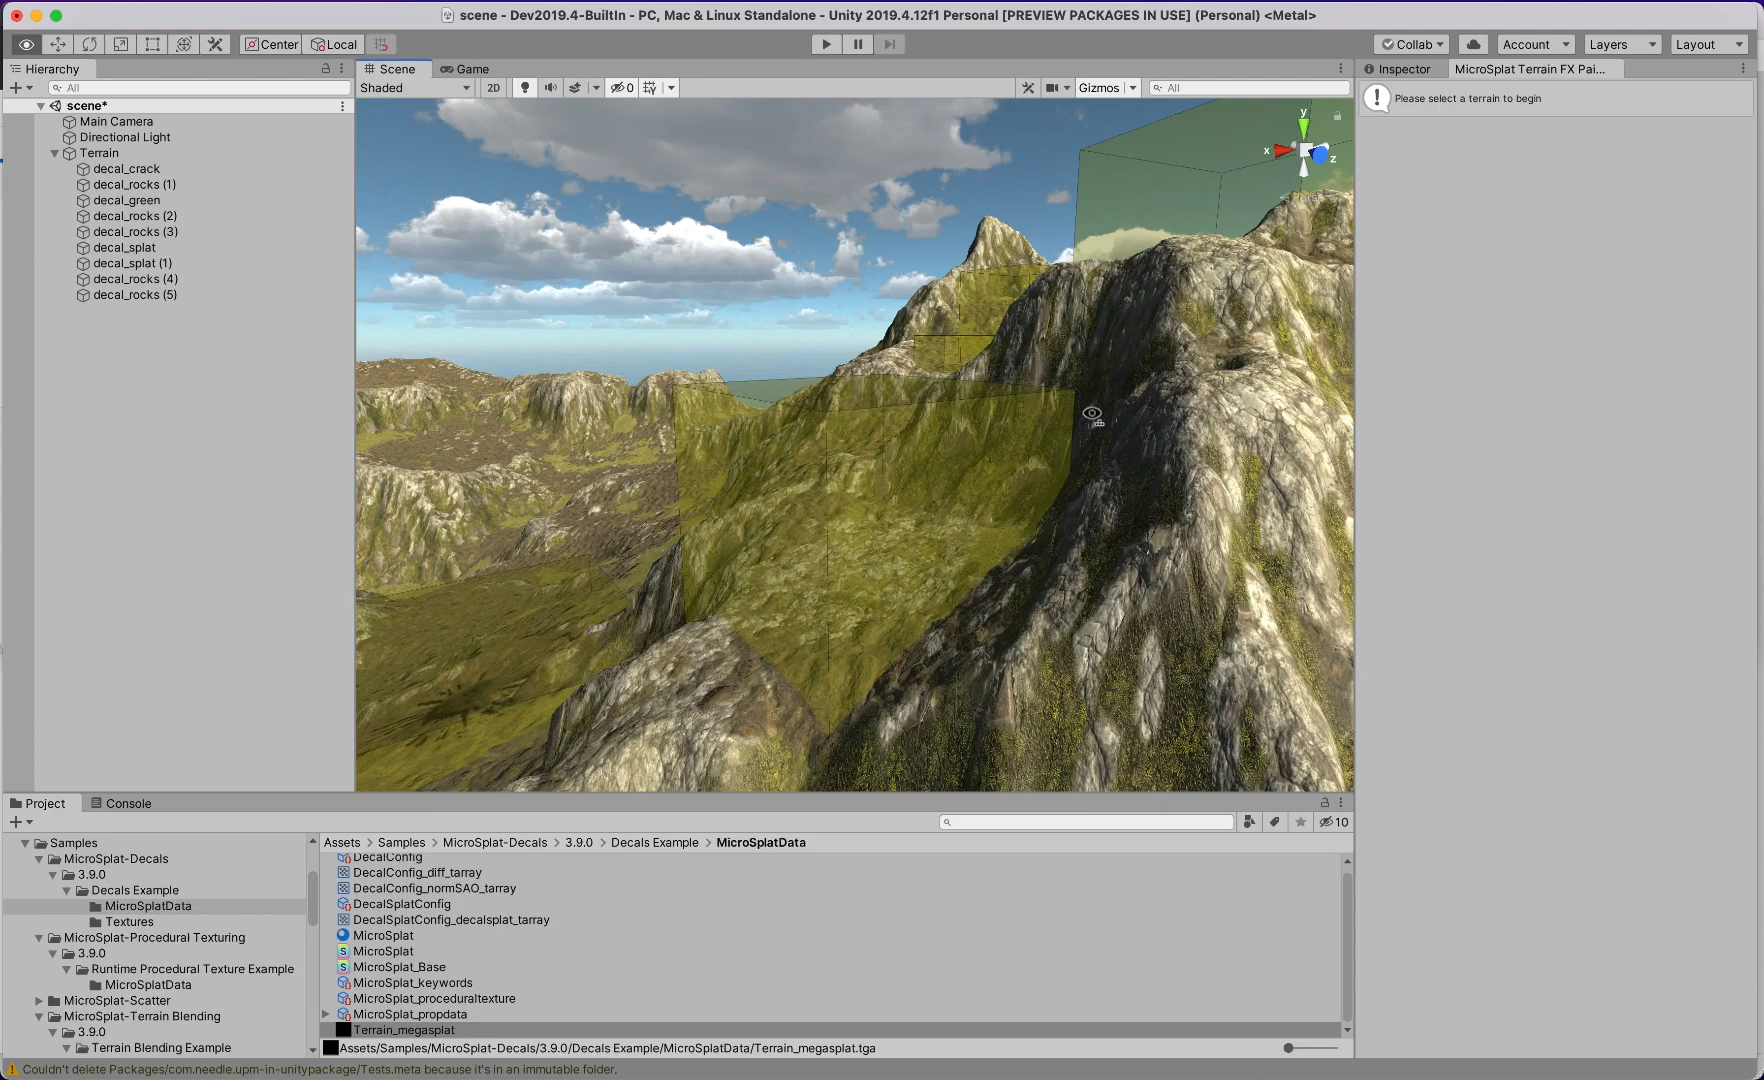 scene - Dev2019.4-BuiltIn - PC, Mac & Linux Standalone - Unity 2019.4.12f1 Personal [PREVIEW PACKAGES IN USE] (Personal) <Metal>
Center Local Collab Account Layers Layout
Hierarchy
All
scene*
Main Camera
Directional Light
Terrain
decal_crack
decal_rocks (1)
decal_green
decal_rocks (2)
decal_rocks (3)
decal_splat
decal_splat (1)
decal_rocks (4)
decal_rocks (5)
Scene Game
Shaded 2D 0 Gizmos All
y
x
z
Inspector MicroSplat Terrain FX Pai...
Please select a terrain to begin
Project Console
10
Samples
MicroSplat-Decals
3.9.0
Decals Example
MicroSplatData
Textures
MicroSplat-Procedural Texturing
3.9.0
Runtime Procedural Texture Example
MicroSplatData
MicroSplat-Scatter
MicroSplat-Terrain Blending
3.9.0
Terrain Blending Example
Assets > Samples > MicroSplat-Decals > 3.9.0 > Decals Example > MicroSplatData
DecalConfig
DecalConfig_diff_tarray
DecalConfig_normSAO_tarray
DecalSplatConfig
DecalSplatConfig_decalsplat_tarray
MicroSplat
MicroSplat
MicroSplat_Base
MicroSplat_keywords
MicroSplat_proceduraltexture
MicroSplat_propdata
Terrain_megasplat
Assets/Samples/MicroSplat-Decals/3.9.0/Decals Example/MicroSplatData/Terrain_megasplat.tga
Couldn't delete Packages/com.needle.upm-in-unitypackage/Tests.meta because it's in an immutable folder.